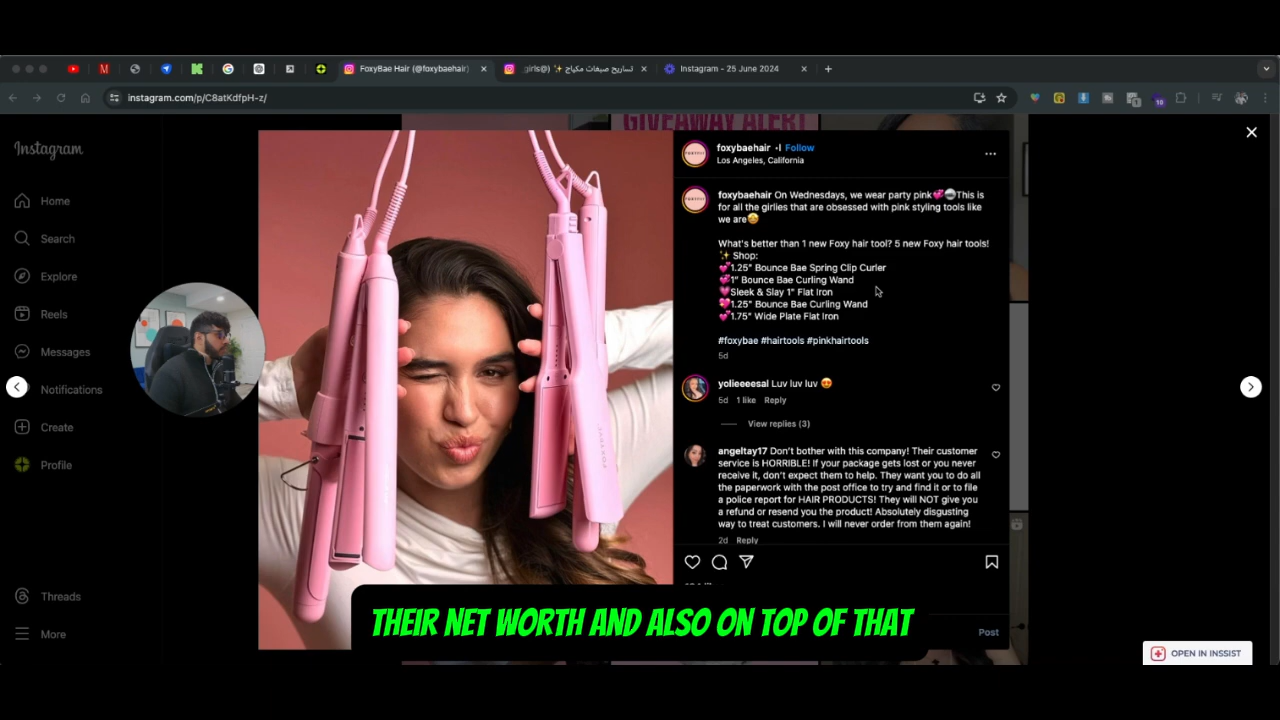 FoxyBae Hair (@foxybaehair)
تساريح صبغات مكياج ✨ (@girls
Instagram - 25 June 2024
instagram.com/p/C8atKdfpH-z/
18
GIVEAWAY ALERT
Instagram
Home
Search
Explore
Reels
Messages
Notifications
Create
Profile
Threads
More
foxybaehair • Follow
Los Angeles, California
foxybaehair On Wednesdays, we wear party pink💞🪩This is
for all the girlies that are obsessed with pink styling tools like
we are🤩
What's better than 1 new Foxy hair tool? 5 new Foxy hair tools!
✨ Shop:
💕1.25" Bounce Bae Spring Clip Curler
💞1" Bounce Bae Curling Wand
💗Sleek & Slay 1" Flat Iron
💖1.25" Bounce Bae Curling Wand
💕1.75" Wide Plate Flat Iron
#foxybae #hairtools #pinkhairtools
5d
yolieeeesal Luv luv luv 😍
5d 1 like Reply
View replies (3)
angeltay17 Don't bother with this company! Their customer
service is HORRIBLE! If your package gets lost or you never
receive it, don't expect them to help. They want you to do all
the paperwork with the post office to try and find it or to file
a police report for HAIR PRODUCTS! They will NOT give you
a refund or resend you the product! Absolutely disgusting
way to treat customers. I will never order from them again!
2d Reply
Post
THEIR NET WORTH AND ALSO ON TOP OF THAT
OPEN IN INSSIST